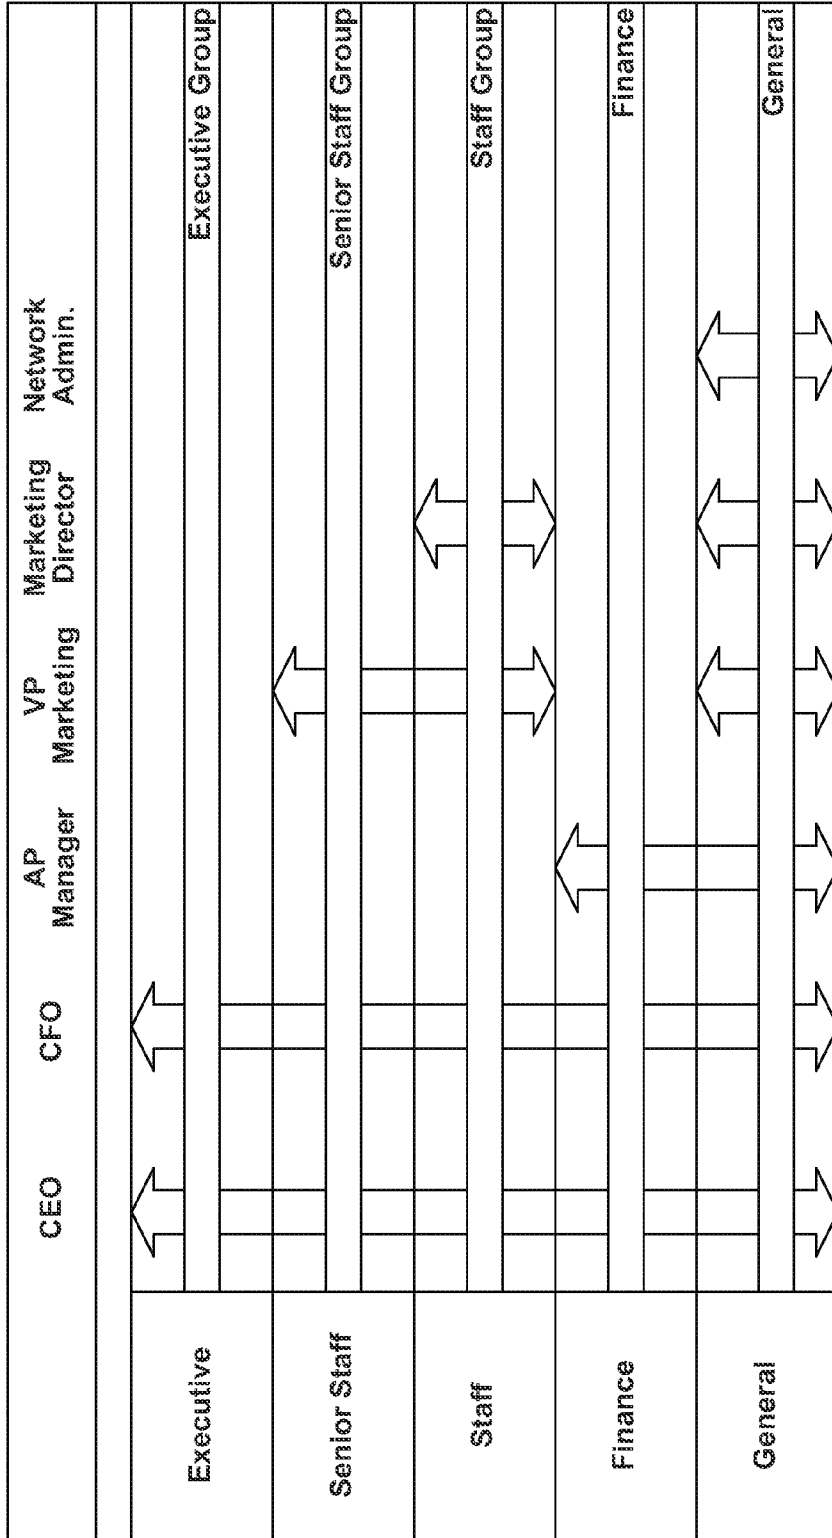 CEO
CFO
AP
Manager
VP
Marketing
Marketing
Director
Network
Admin.
Executive
Executive Group
Senior Staff
Senior Staff Group
Staff
Staff Group
Finance
Finance
General
General